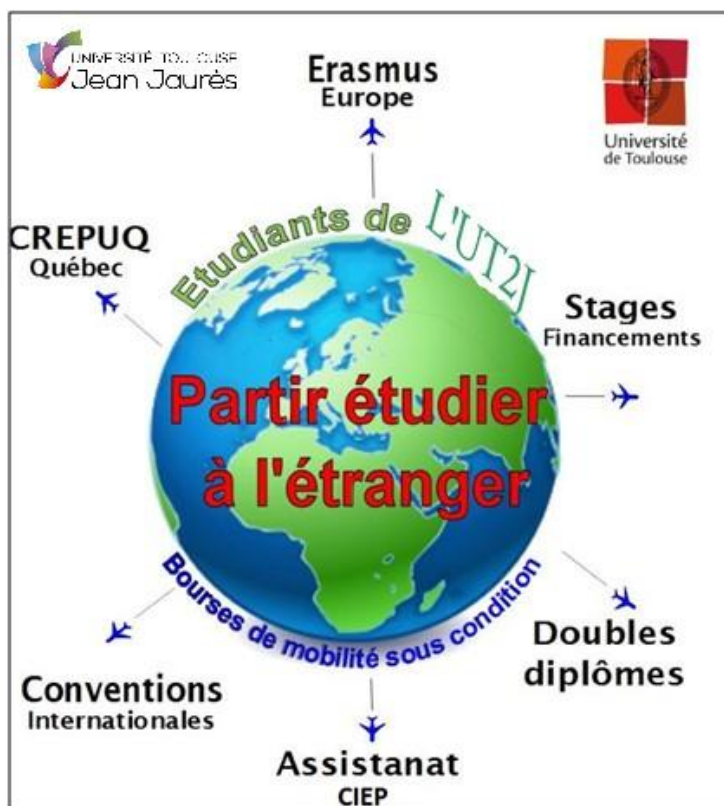 UNIVERSITÉ TOULOUSE
Jean Jaurès
Erasmus
Europe
Université
de Toulouse
CREPUQ
Québec
Etudiants de L'UT2J
Stages
Financements
Partir étudier
à l'étranger
Bourses de mobilité sous condition
Conventions
Internationales
Doubles
diplômes
Assistanat
CIEP